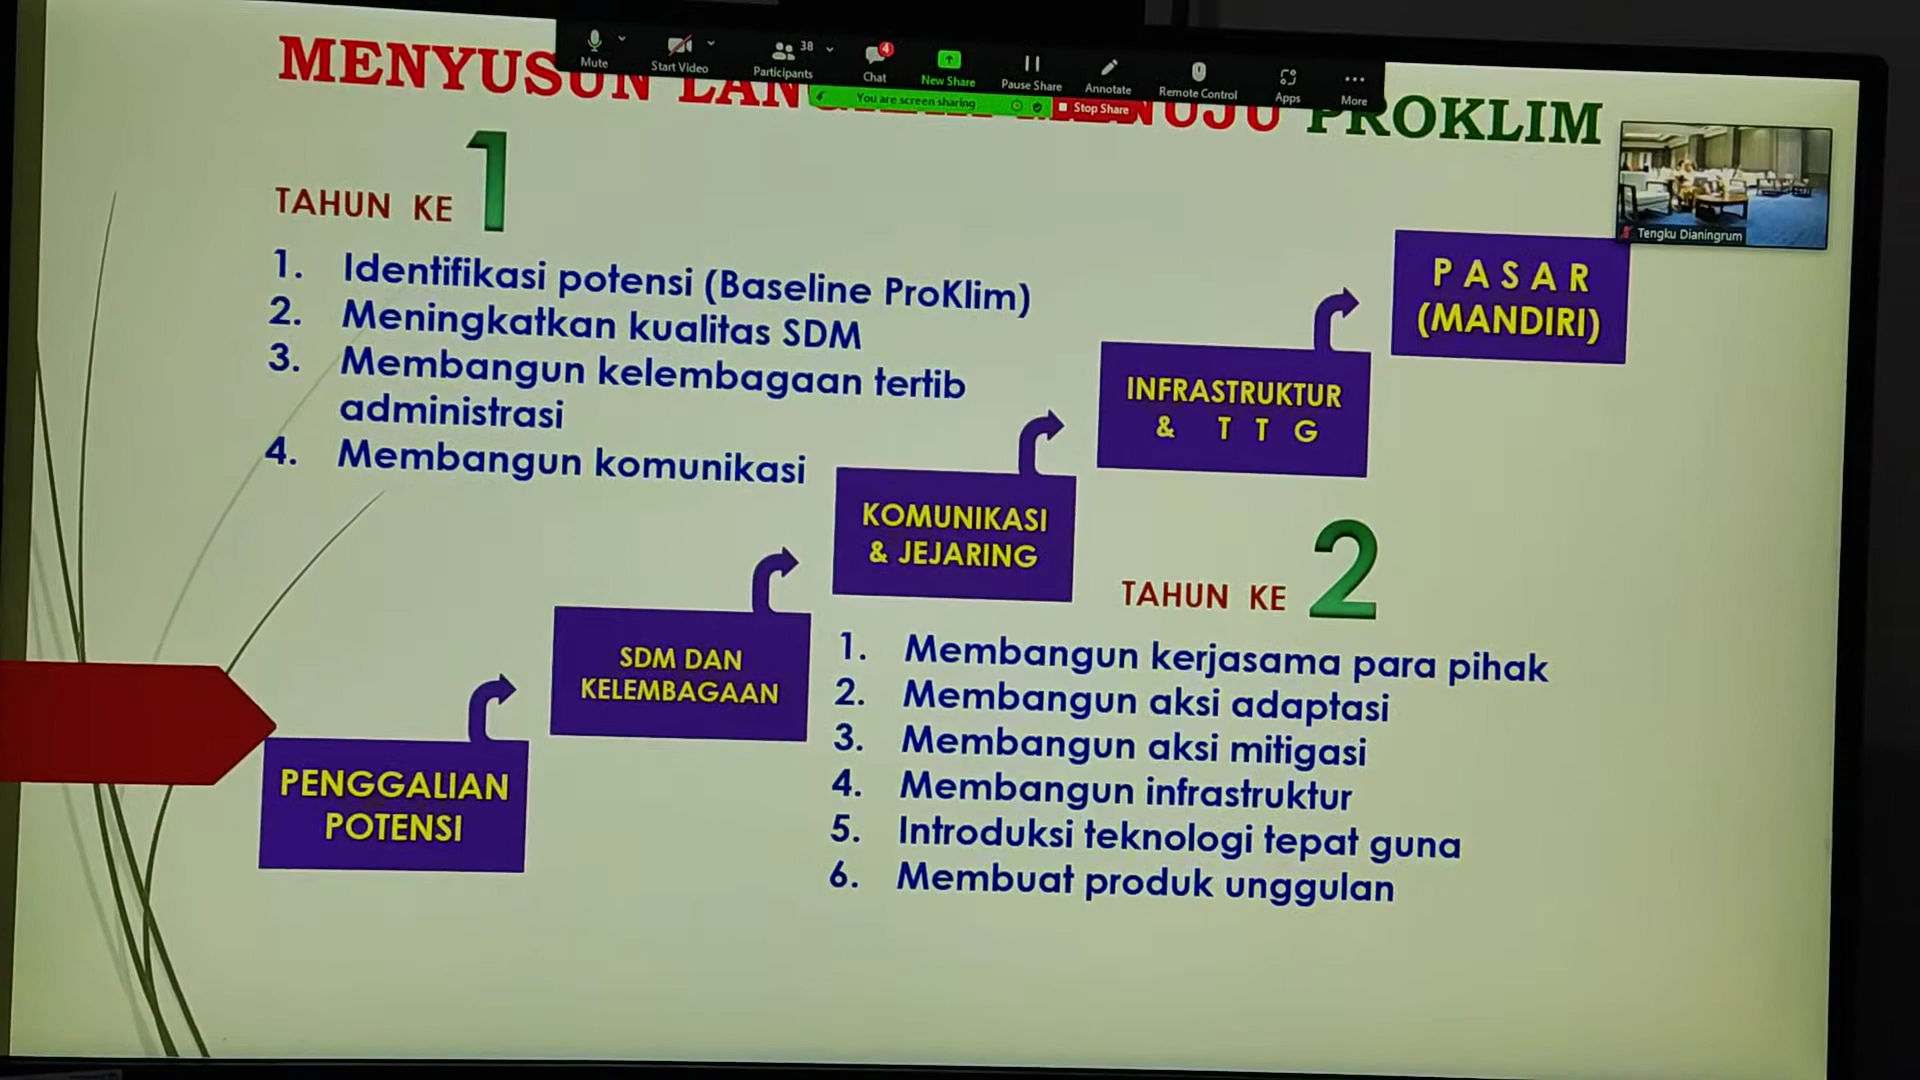 MENYUSUN LANGKAH MENUJU PROKLIM
Mute
Start Video
38
Participants
4
Chat
New Share
Pause Share
Annotate
Remote Control
Apps
More
You are screen sharing
Stop Share
Tengku Dianingrum
TAHUN KE 1
1. Identifikasi potensi (Baseline ProKlim)
2. Meningkatkan kualitas SDM
3. Membangun kelembagaan tertib
administrasi
4. Membangun komunikasi
PASAR
(MANDIRI)
INFRASTRUKTUR
& TTG
KOMUNIKASI
& JEJARING
SDM DAN
KELEMBAGAAN
PENGGALIAN
POTENSI
TAHUN KE 2
1. Membangun kerjasama para pihak
2. Membangun aksi adaptasi
3. Membangun aksi mitigasi
4. Membangun infrastruktur
5. Introduksi teknologi tepat guna
6. Membuat produk unggulan